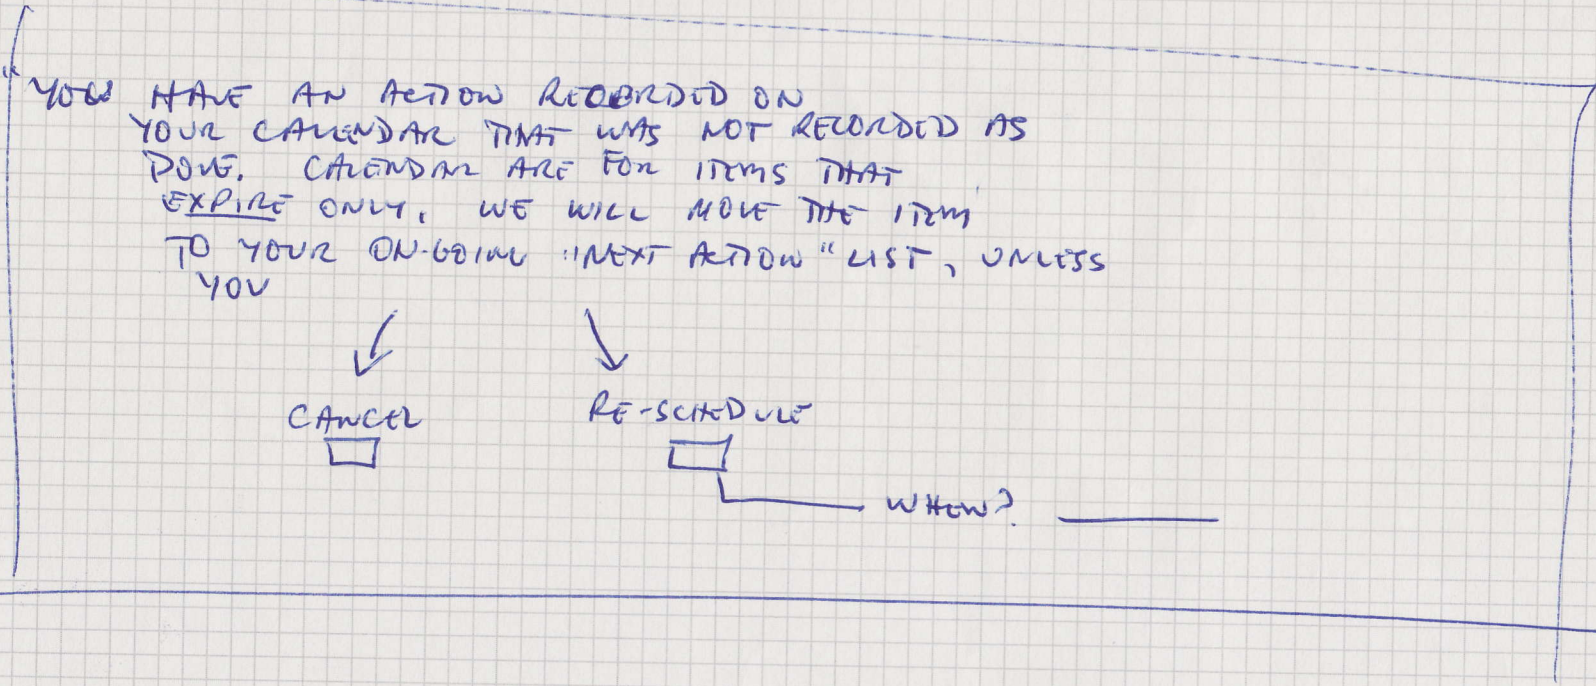 "YOU HAVE AN ACTION RECORDED ON
YOUR CALENDAR THAT WAS NOT RECORDED AS
DONE. CALENDAR ARE FOR ITEMS THAT
EXPIRE ONLY. WE WILL MOVE THE ITEM
TO YOUR ON-GOING "NEXT ACTION" LIST, UNLESS
YOU
CANCEL RE-SCHEDULE
WHEN?